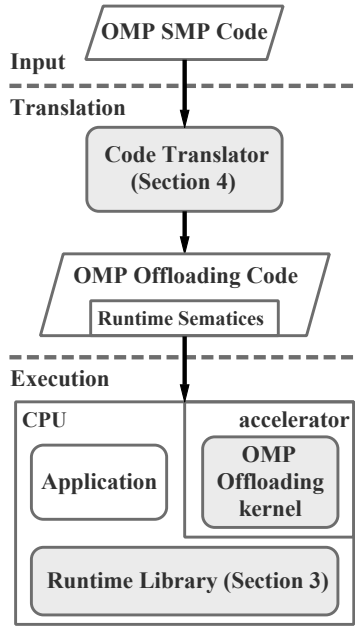 OMP SMP Code
Input
Translation
Code Translator
(Section 4)
OMP Offloading Code
Runtime Sematices
Execution
CPU
accelerator
Application
OMP
Offloading
kernel
Runtime Library (Section 3)